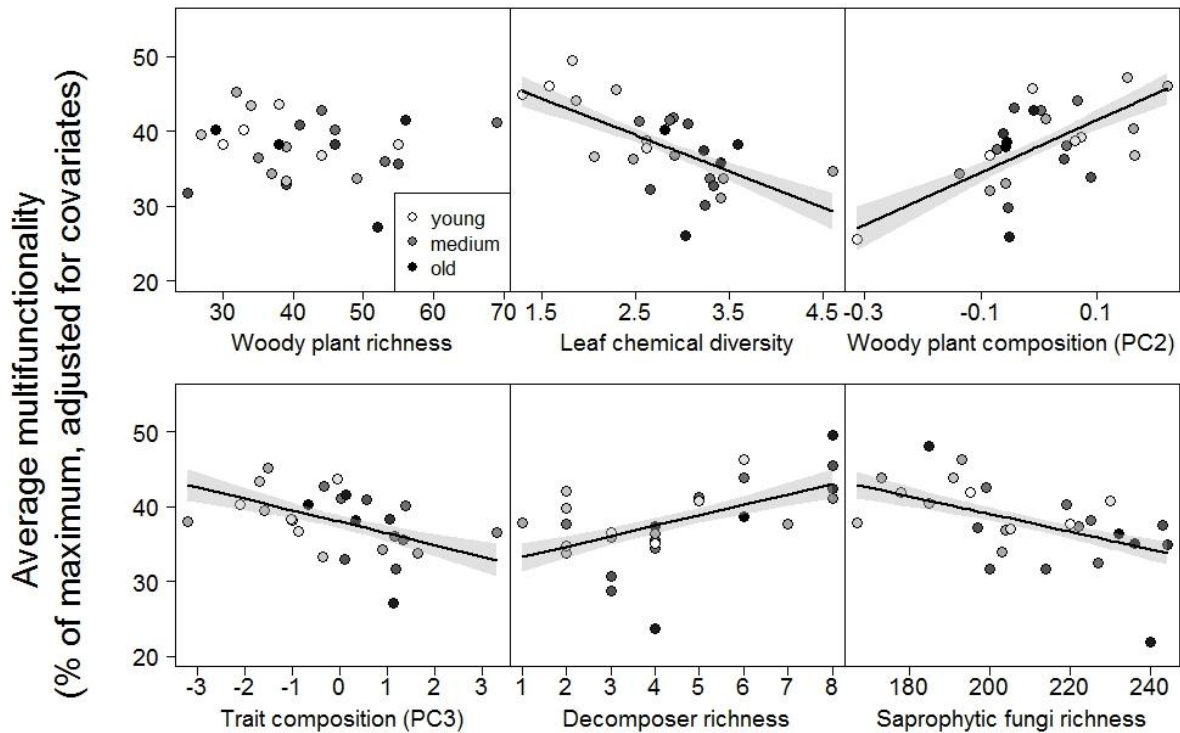 Average multifunctionality
(% of maximum, adjusted for covariates)
50
40
30
20
young
medium
old
30 40 50 60 70
Woody plant richness
1.5 2.5 3.5 4.5
Leaf chemical diversity
-0.3 -0.1 0.1
Woody plant composition (PC2)
50
40
30
20
-3 -2 -1 0 1 2 3
Trait composition (PC3)
1 2 3 4 5 6 7 8
Decomposer richness
180 200 220 240
Saprophytic fungi richness